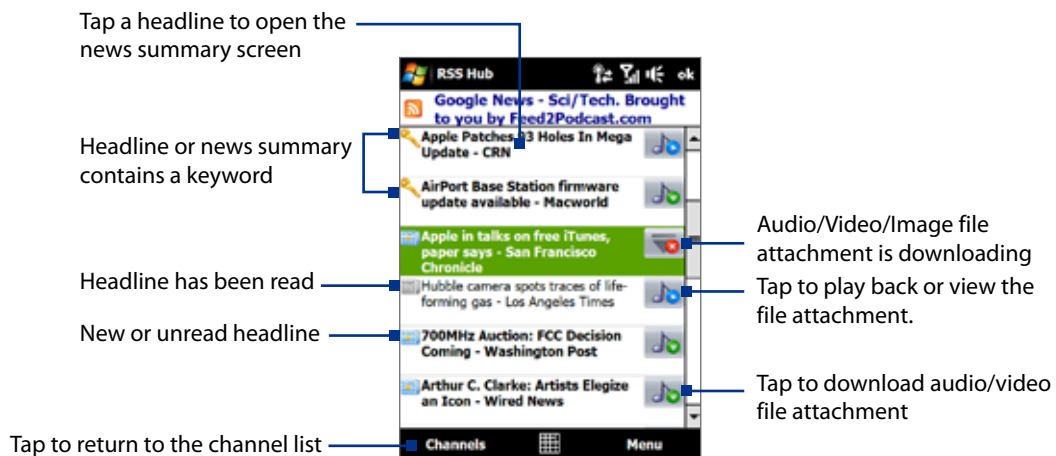 Tap a headline to open the
news summary screen
Headline or news summary
contains a keyword
Headline has been read
New or unread headline
Tap to return to the channel list
RSS Hub
ok
Google News - Sci/Tech. Brought
to you by Feed2Podcast.com
Apple Patches 93 Holes In Mega
Update - CRN
AirPort Base Station firmware
update available - Macworld
Apple in talks on free iTunes,
paper says - San Francisco
Chronicle
Hubble camera spots traces of life-
forming gas - Los Angeles Times
700MHz Auction: FCC Decision
Coming - Washington Post
Arthur C. Clarke: Artists Elegize
an Icon - Wired News
Channels
Menu
Audio/Video/Image file
attachment is downloading
Tap to play back or view the
file attachment.
Tap to download audio/video
file attachment